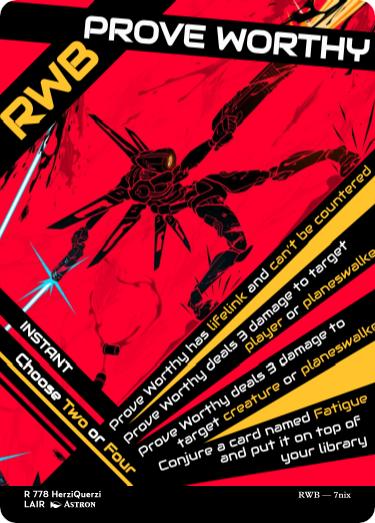 PROVE WORTHY
RWB
INSTANT
Choose Two or Four
Prove Worthy has lifelink and can't be countered
Prove Worthy deals 3 damage to target
player or planeswalke
Prove Worthy deals 3 damage to
target creature or planeswalke
Conjure a card named Fatigue
and put it on top of
your library
R 778 HerziQuerzi
LAIR ASTRON
RWB — 7nix